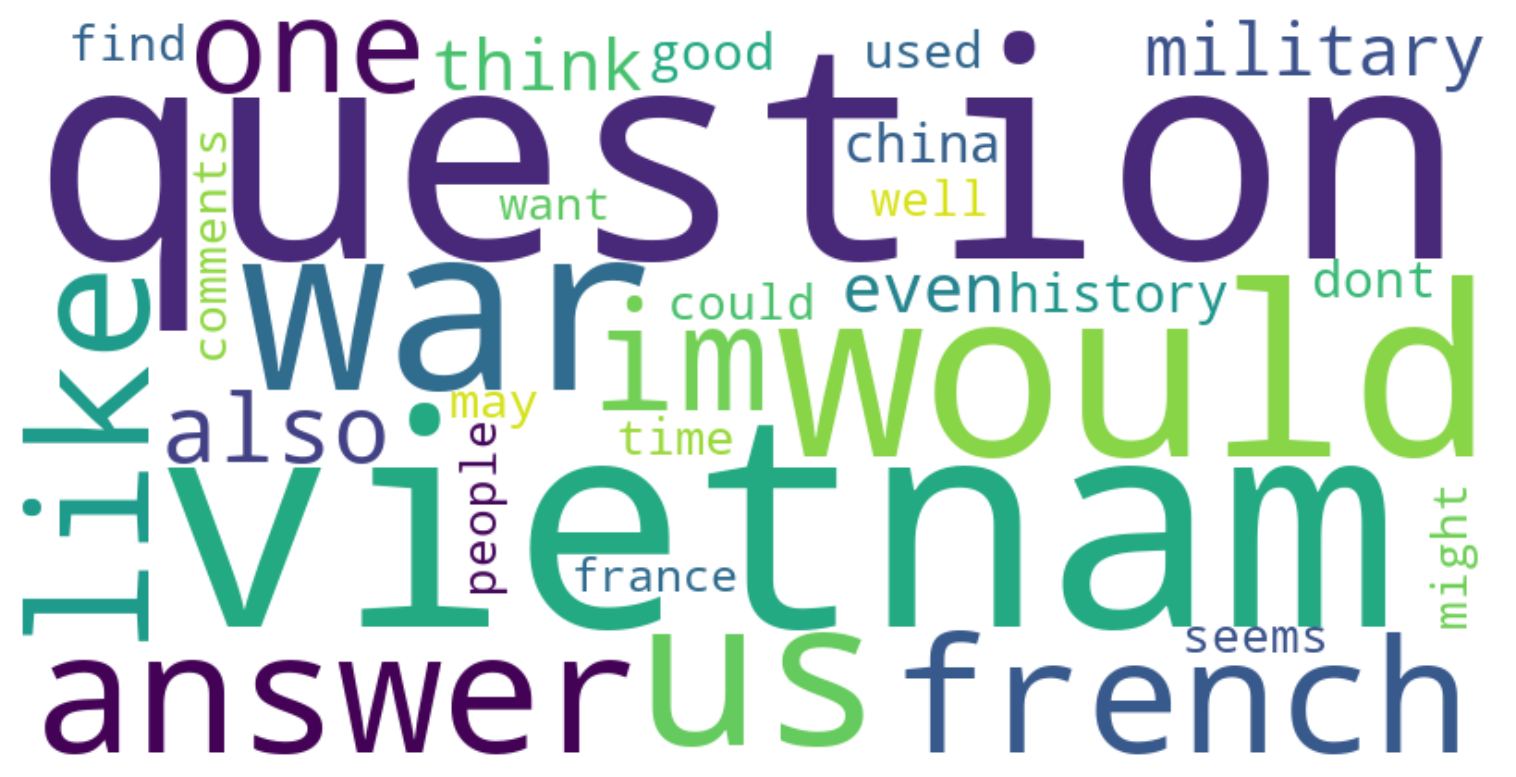 find one think good used military
question
china
comments
want well
like war im could even history dont
would
also may
people time
vietnam
france
might
answer us french
seems